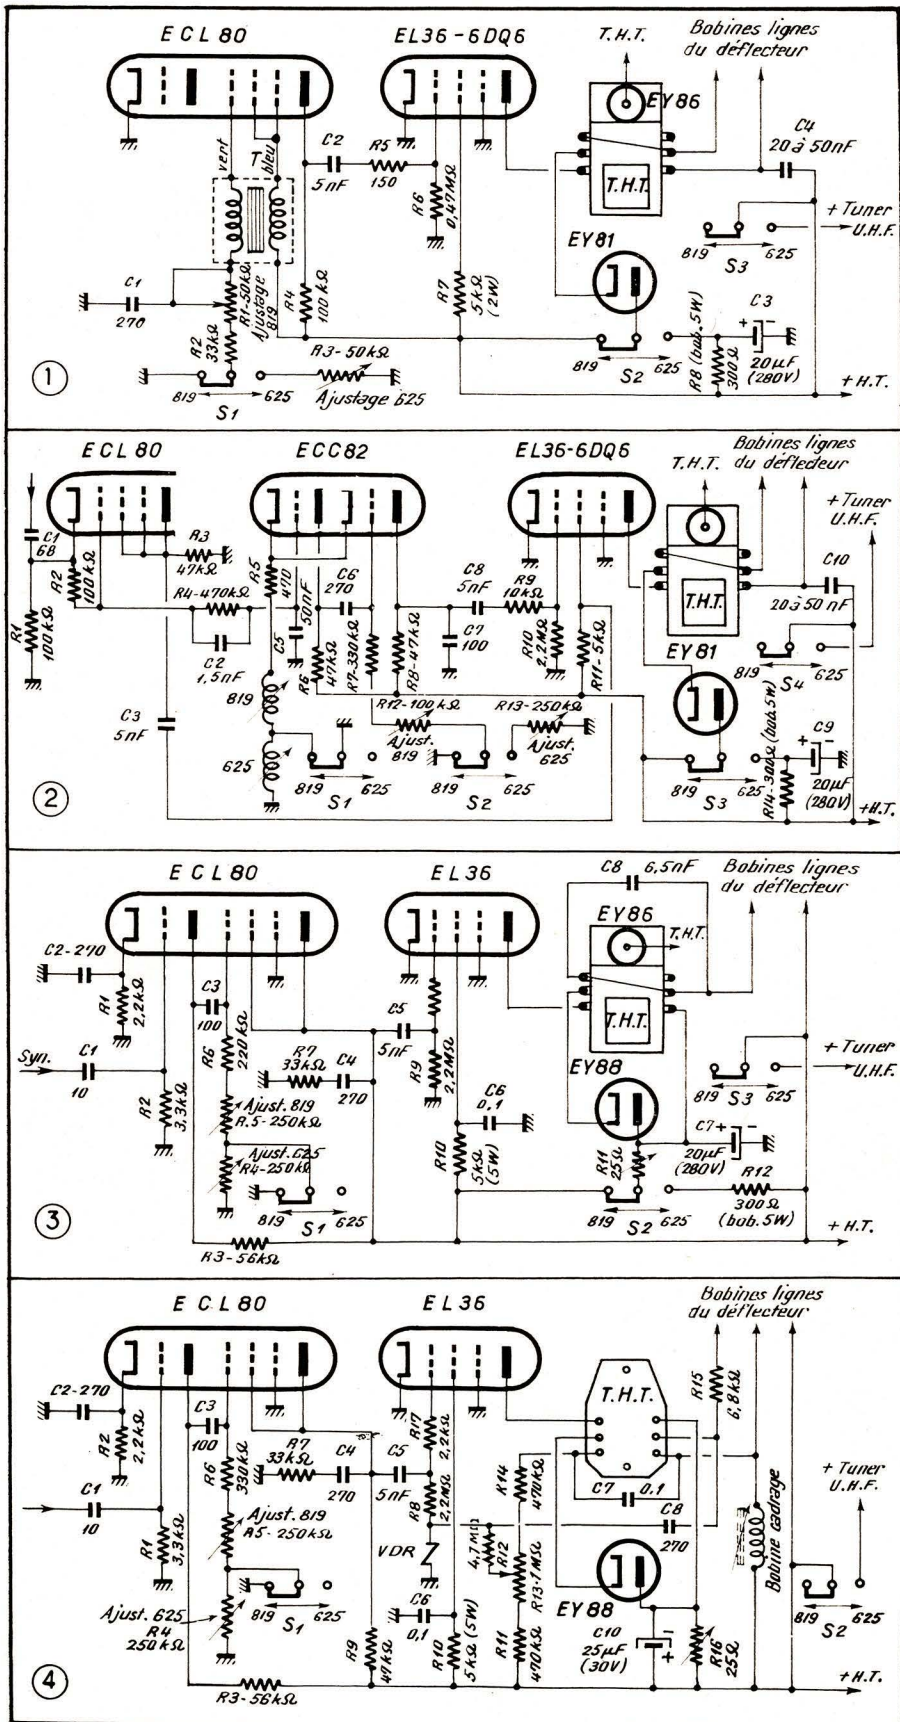 ECL80
EL36-6DQ6
T.H.T.
Bobines lignes
du déflecteur
EY86
vert
T
bleu
C2
5nF
R5
150
R6
0,47MΩ
T.H.T.
C4
20 à 50nF
+ Tuner
U.H.F.
819
625
S3
EY81
C1
270
R1-50kΩ
Ajustage
819
R2
33kΩ
R4
100kΩ
R7
5kΩ
(2W)
R3-50kΩ
Ajustage 625
819
625
S1
819
625
S2
R8 (bob. 5W)
300Ω
C3
+
-
20µF
(280V)
+ H.T.
1
ECL80
ECC82
EL36-6DQ6
T.H.T.
Bobines lignes
du déflecteur
+ Tuner
U.H.F.
C1
68
R2
100kΩ
R1
100kΩ
R3
47kΩ
R4-470kΩ
C2
1,5nF
C3
5nF
R5
470
C5
50nF
C6
270
R6
47kΩ
R7-330kΩ
R8-47kΩ
C8
5nF
C7
100
R9
10kΩ
R10
2,2MΩ
R11-5kΩ
T.H.T.
C10
20 à 50nF
EY81
819
625
S4
819
625
R12-100kΩ
Ajust.
819
R13-250kΩ
Ajust.
625
819
625
S1
819
625
S2
819
625
S3
R14-300Ω (bob. 5W)
C9
+
-
20µF
(280V)
+H.T.
2
ECL80
EL36
C8
6,5nF
Bobines lignes
du déflecteur
EY86
T.H.T.
C2-270
R1
2,2kΩ
C3
100
R6
220kΩ
R7
33kΩ
C4
270
C5
5nF
R9
2,2MΩ
T.H.T.
Syn.
C1
10
R2
3,3kΩ
Ajust. 819
R.5-250kΩ
Ajust. 625
R4-250kΩ
C6
0,1
R10
5kΩ
(5W)
EY88
819
625
S3
+ Tuner
U.H.F.
R11
25Ω
C7
+
-
20µF
(280V)
R12
300Ω
(bob. 5W)
819
625
S1
819
625
S2
R3-56kΩ
+ H.T.
3
ECL80
EL36
Bobines lignes
du déflecteur
C2-270
R2
2,2kΩ
C3
100
R6
330kΩ
R7
33kΩ
C4
270
C5
5nF
R17
2,2kΩ
R8
2,2MΩ
T.H.T.
R14
470kΩ
C7
0,1
R15
6,8kΩ
C8
270
C1
10
R1
3,3kΩ
Ajust. 819
R5-250kΩ
VDR
4,7MΩ
R12
R13-1MΩ
EY88
Bobine cadrage
+ Tuner
U.H.F.
Ajust. 625
R4
250kΩ
819
625
S1
C6
0,1
R9
47kΩ
R10
5kΩ (5W)
R11
470kΩ
C10
25µF
(30V)
-
+
R16
25Ω
819
625
S2
R3-56kΩ
+H.T.
4